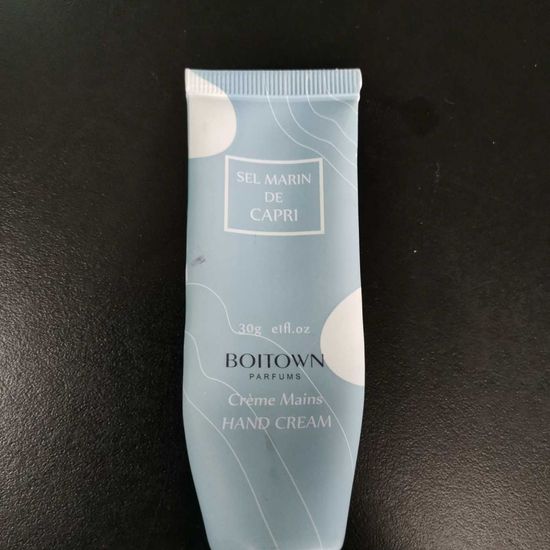 SEL MARIN
DE
CAPRI
30g e1fl.oz
BOITOWN
PARFUMS
Crème Mains
HAND CREAM